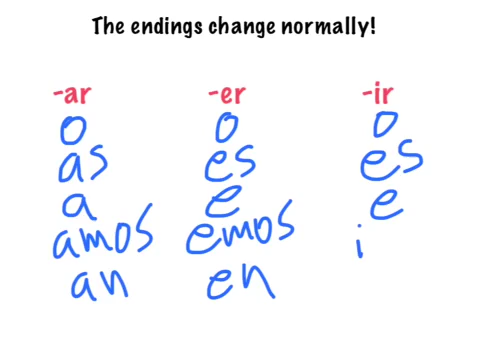 The endings change normally!
-ar -er -ir
o o o
as es es
a e e
amos emos i
an en